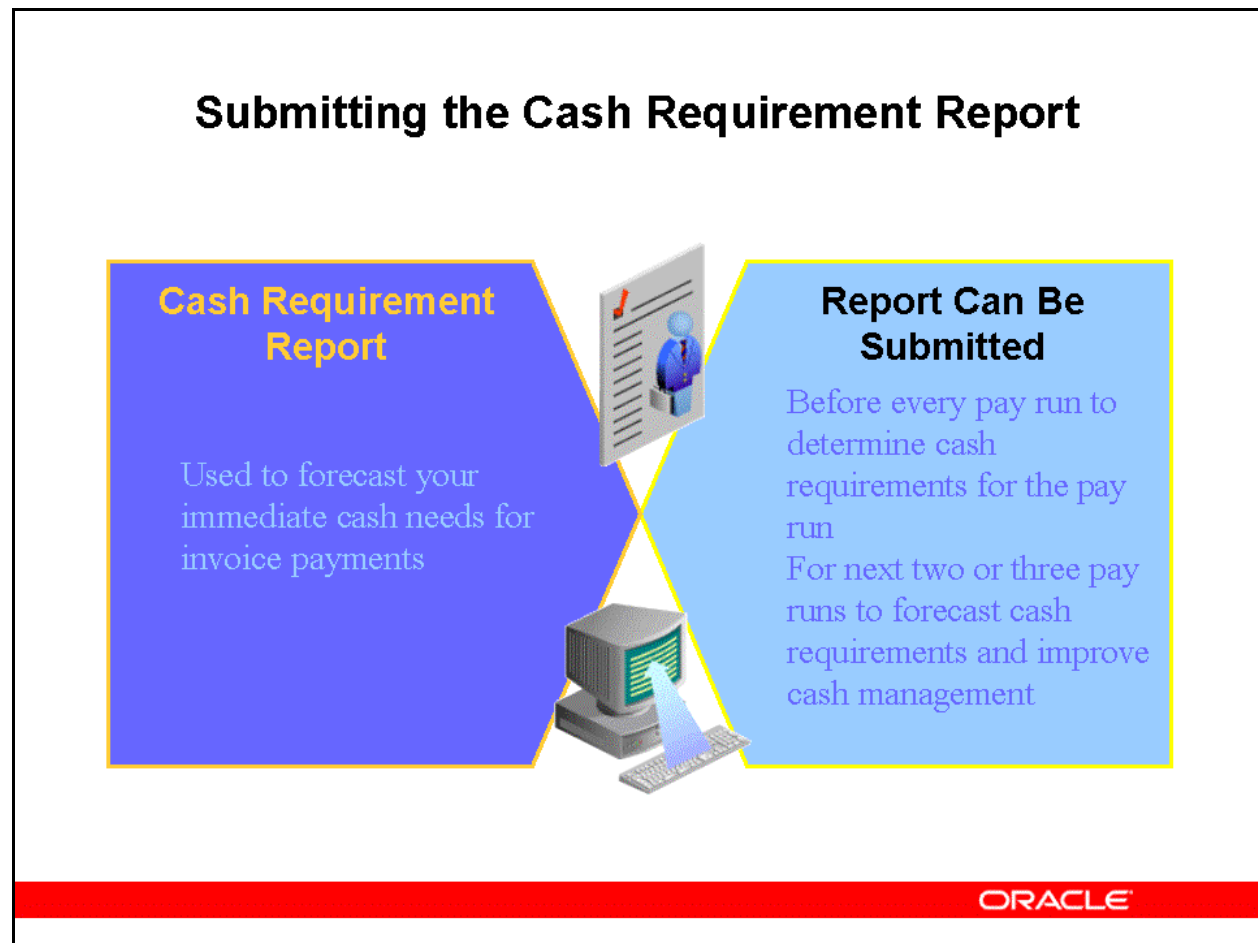 Submitting the Cash Requirement Report
Cash Requirement
Report
Used to forecast your
immediate cash needs for
invoice payments
Report Can Be
Submitted
Before every pay run to
determine cash
requirements for the pay
run
For next two or three pay
runs to forecast cash
requirements and improve
cash management
ORACLE